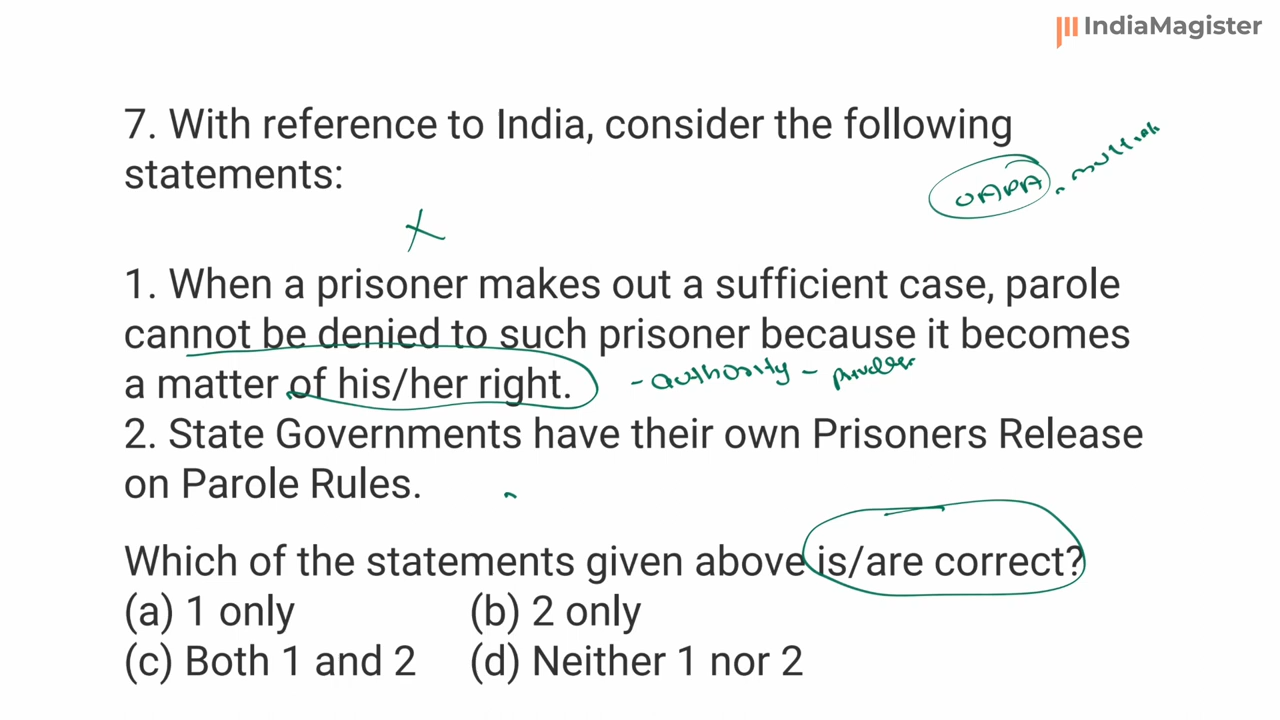 IndiaMagister
7. With reference to India, consider the following
statements:
UAPA
1. When a prisoner makes out a sufficient case, parole
cannot be denied to such prisoner because it becomes
a matter of his/her right. - authority -
2. State Governments have their own Prisoners Release
on Parole Rules.
Which of the statements given above is/are correct?
(a) 1 only (b) 2 only
(c) Both 1 and 2 (d) Neither 1 nor 2